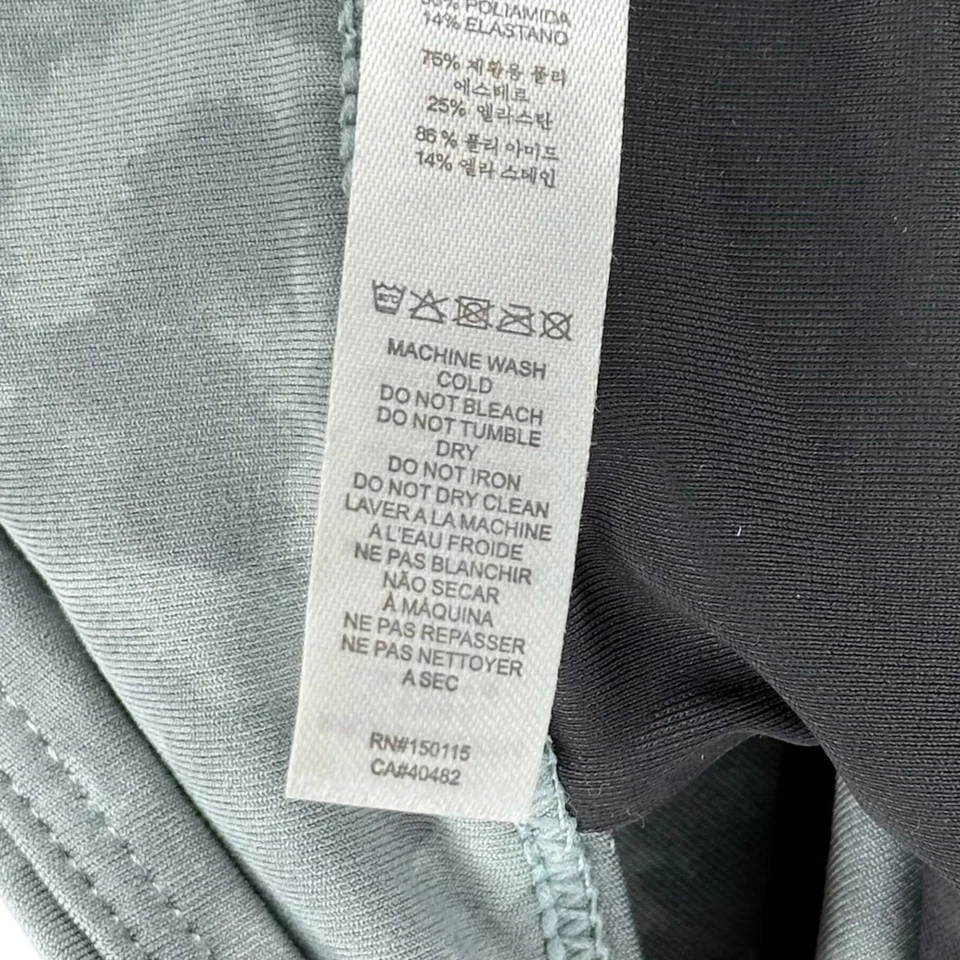 POLIAMIDA
14% ELASTANO
75% 재활용 폴리
에스테르
25% 엘라스탄
86 % 폴리 아미드
14% 엘라 스테인
30°C
MACHINE WASH
COLD
DO NOT BLEACH
DO NOT TUMBLE
DRY
DO NOT IRON
DO NOT DRY CLEAN
LAVER A LA MACHINE
A L'EAU FROIDE
NE PAS BLANCHIR
NÃO SECAR
À MÁQUINA
NE PAS REPASSER
NE PAS NETTOYER
A SEC
RN#150115
CA#40482